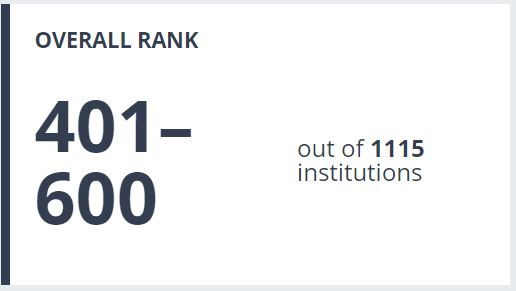 OVERALL RANK
401–
600
out of 1115
institutions